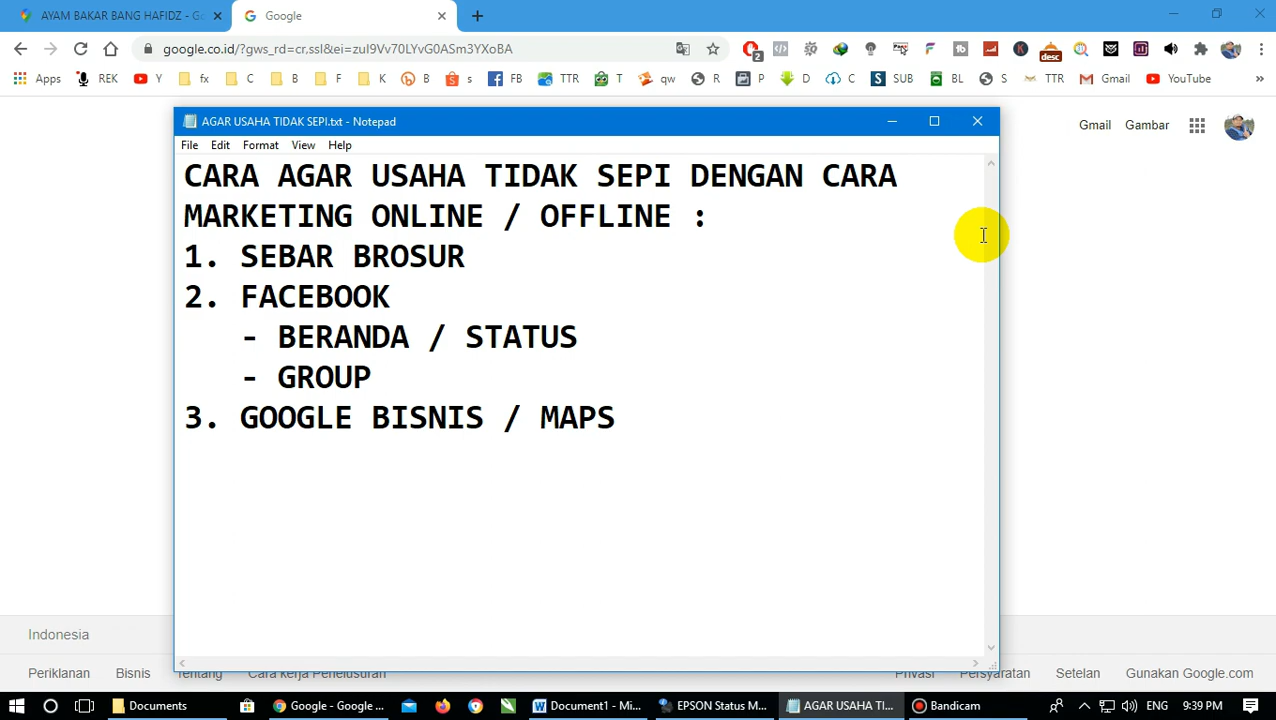 AYAM BAKAR BANG HAFIDZ - Go
Google
google.co.id/?gws_rd=cr,ssl&ei=zuI9Vv70LYvG0ASm3YXoBA
2
desc
Apps
REK
Y
fx
C
B
F
K
B
s
FB
TTR
qw
S
P
D
C
SUB
BL
S
TTR
Gmail
YouTube
»
Gmail
Gambar
AGAR USAHA TIDAK SEPI.txt - Notepad
File Edit Format View Help
CARA AGAR USAHA TIDAK SEPI DENGAN CARA
MARKETING ONLINE / OFFLINE :
1. SEBAR BROSUR
2. FACEBOOK
- BERANDA / STATUS
- GROUP
3. GOOGLE BISNIS / MAPS
Indonesia
Periklanan
Bisnis
Tentang
Cara kerja Penelusuran
Privasi
Persyaratan
Setelan
Gunakan Google.com
Documents
Google - Google ...
Document1 - Mi...
EPSON Status M...
AGAR USAHA TI...
Bandicam
ENG
9:39 PM